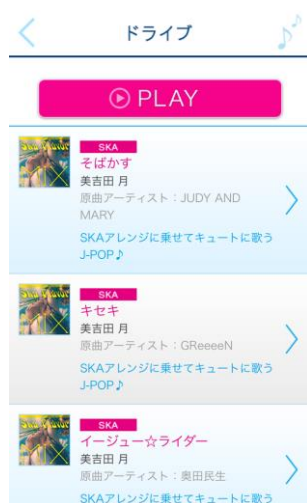 ドライブ
PLAY
SKA
そばかす
美吉田 月
原曲アーティスト：JUDY AND
MARY
SKAアレンジに乗せてキュートに歌う
J-POP♪
SKA
キセキ
美吉田 月
原曲アーティスト：GReeeeN
SKAアレンジに乗せてキュートに歌う
J-POP♪
SKA
イージュー☆ライダー
美吉田 月
原曲アーティスト：奥田民生
SKAアレンジに乗せてキュートに歌う